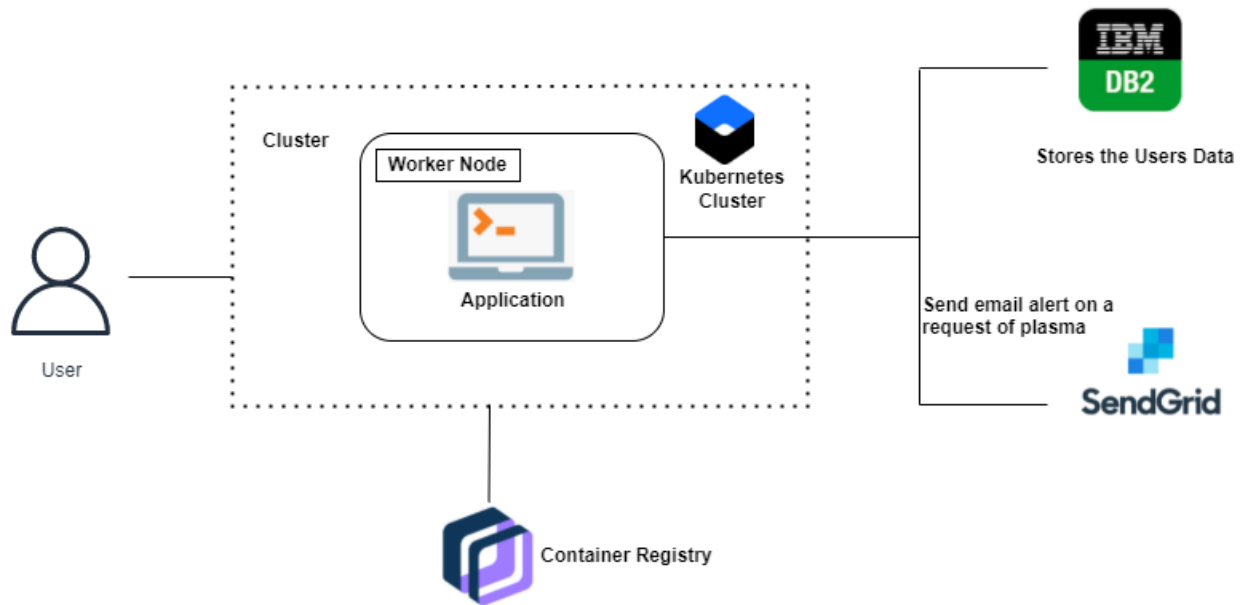 IBM
DB2
Stores the Users Data
Cluster
Worker Node
Kubernetes
Cluster
Application
User
Send email alert on a
request of plasma
SendGrid
Container Registry